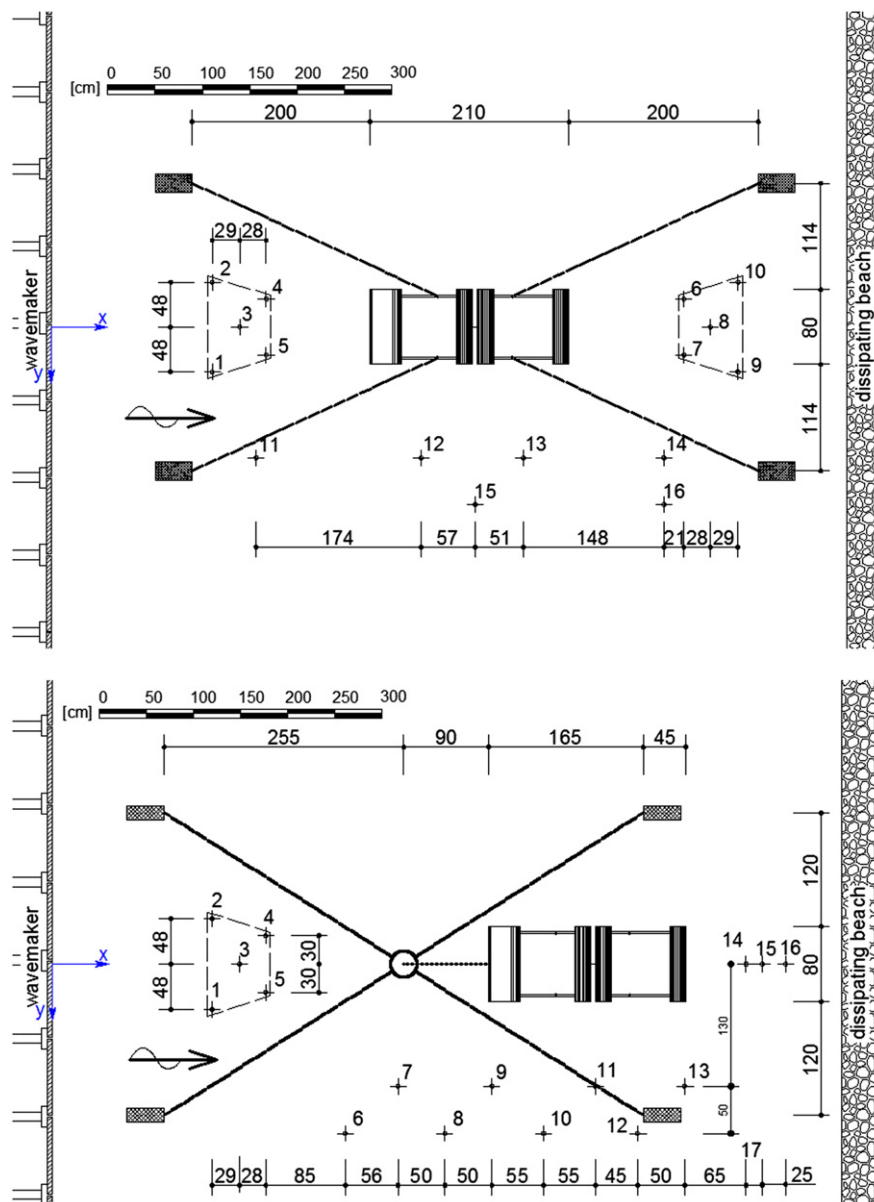 0 50 100 150 200 250 300
[cm]
200 210 200
29 28
2 4
48
3
48
5
1
x
y
wavemaker
114
80
114
6 10
8
7 9
dissipating beach
11 12 13 14
15 16
174 57 51 148 21 28 29
0 50 100 150 200 250 300
[cm]
255 90 165 45
2 4
48
3
48
5
1
30 30
x
y
wavemaker
120
80
120
14 15 16
130
50
dissipating beach
7 9 11 13
6 8 10 12
17
29 28 85 56 50 50 55 55 45 50 65 25